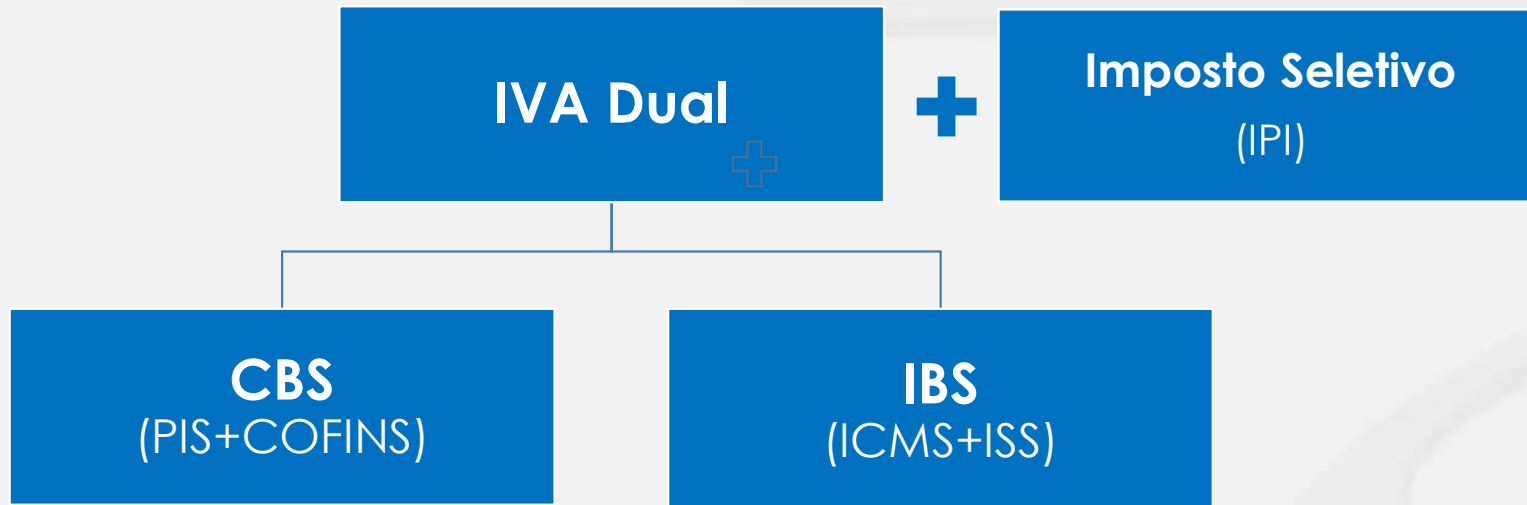 IVA Dual
Imposto Seletivo
(IPI)
CBS
(PIS+COFINS)
IBS
(ICMS+ISS)